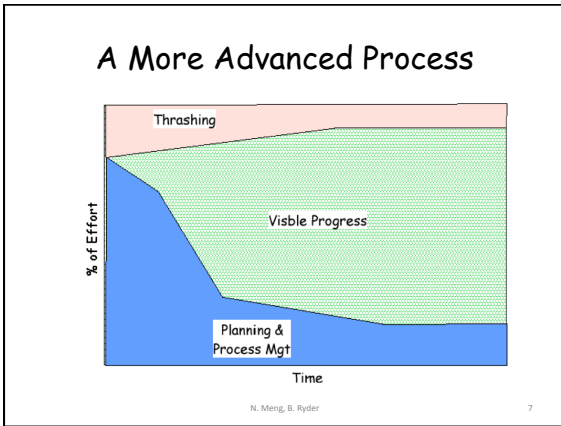 A More Advanced Process
Thrashing
Visble Progress
% of Effort
Planning &
Process Mgt
Time
N. Meng, B. Ryder
7